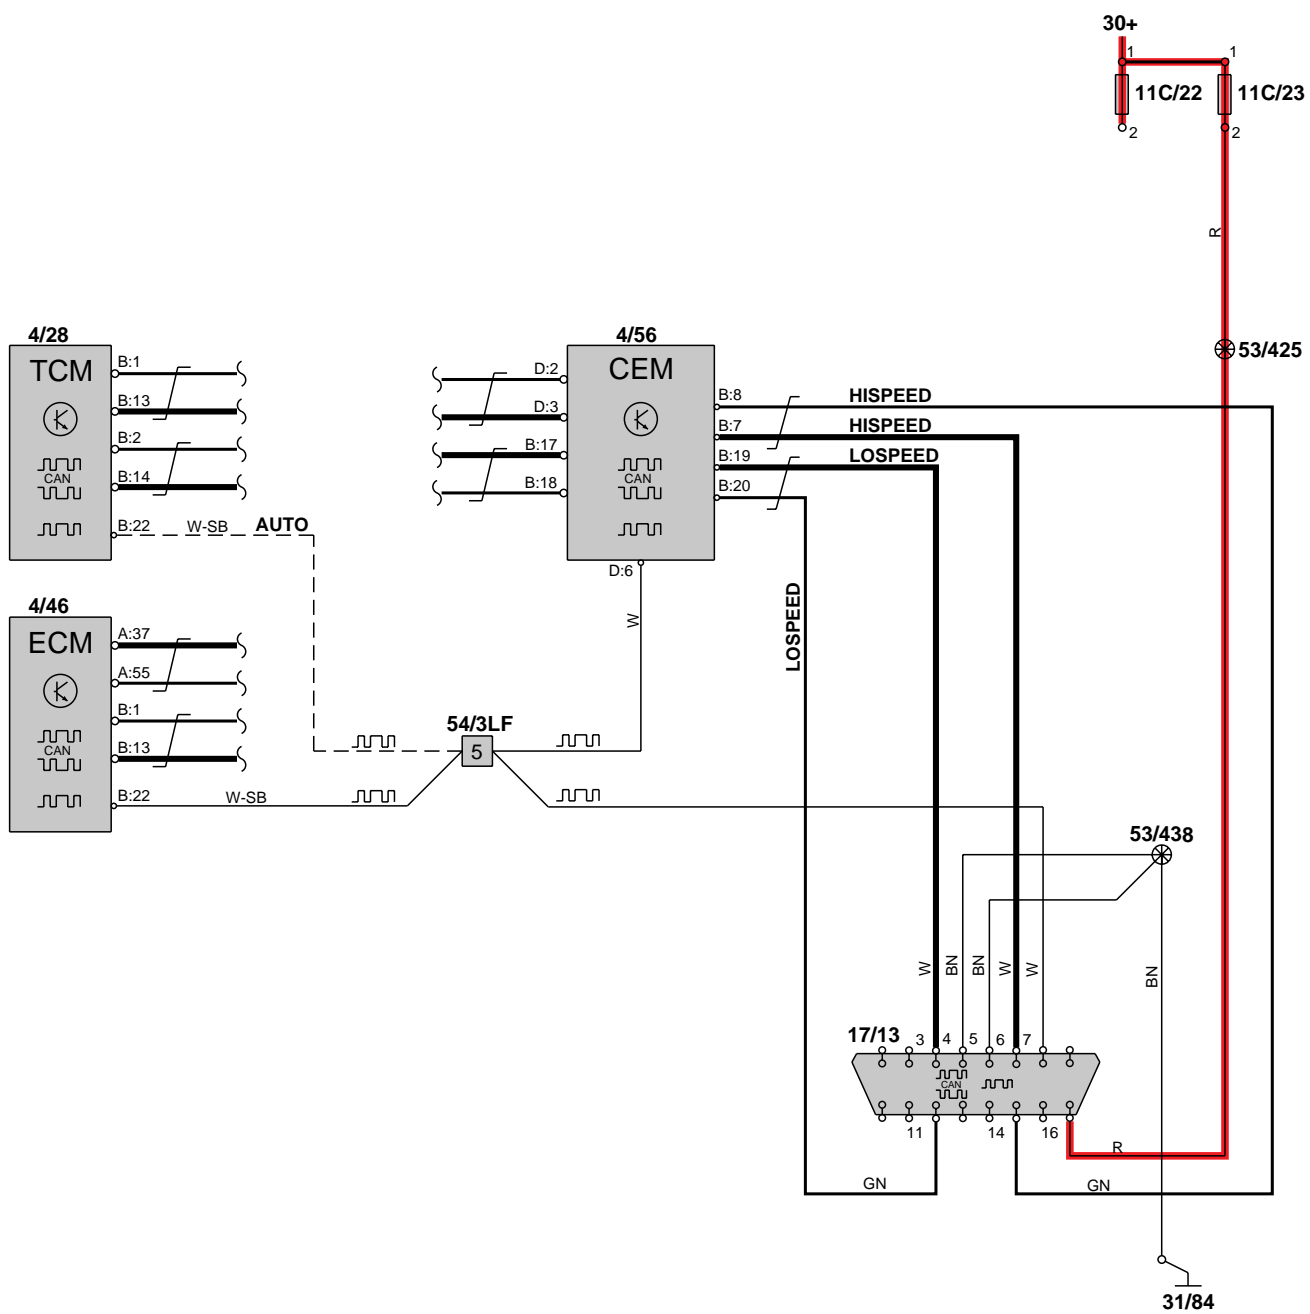 30+
1 1
11C/22 11C/23
2 2
R
4/28 4/56
53/425
TCM
B:1
B:13
B:2
CAN
B:14
B:22 W-SB AUTO
D:2
D:3
B:17
B:18
CEM
CAN
D:6
B:8 HISPEED
B:7 HISPEED
B:19 LOSPEED
B:20
LOSPEED
W
4/46
ECM
A:37
A:55
B:1
CAN
B:13
B:22 W-SB
54/3LF
5
53/438
W BN BN W W BN
17/13 3 4 5 6 7
CAN
11 14 16
R
GN GN
31/84